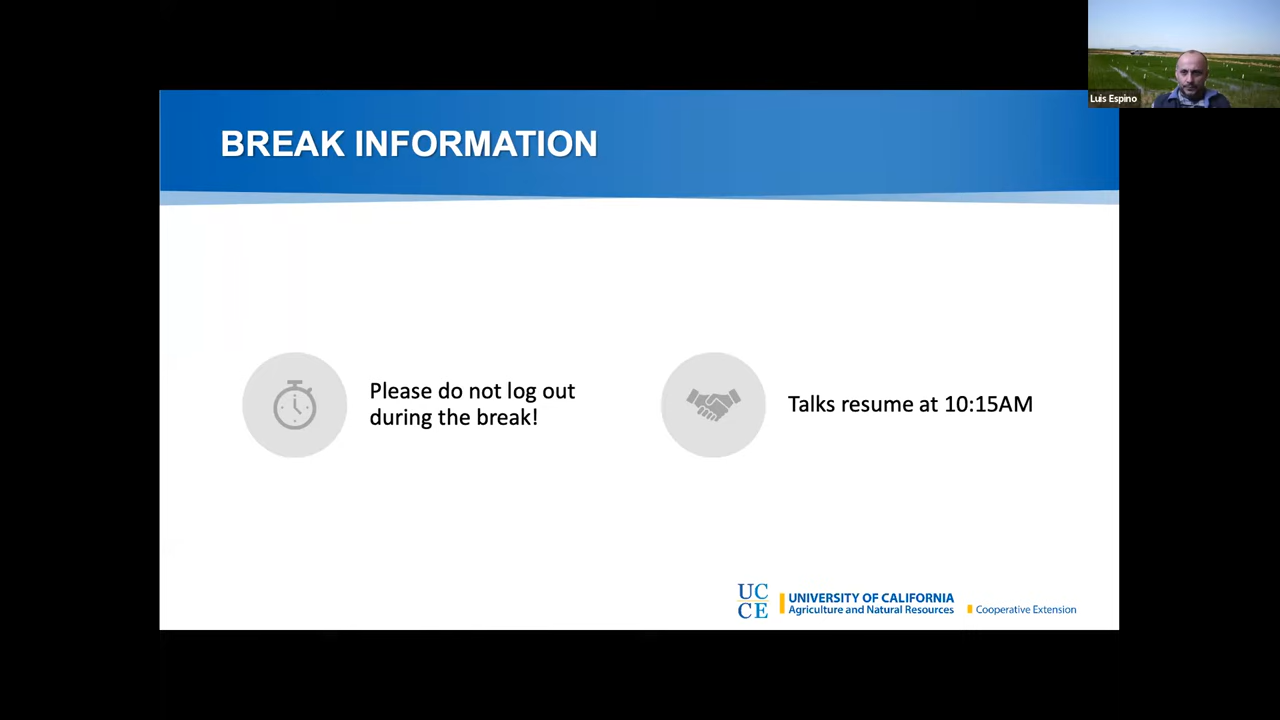 Luis Espino
BREAK INFORMATION
Please do not log out
during the break!
Talks resume at 10:15AM
UC
CE
UNIVERSITY OF CALIFORNIA
Agriculture and Natural Resources
Cooperative Extension